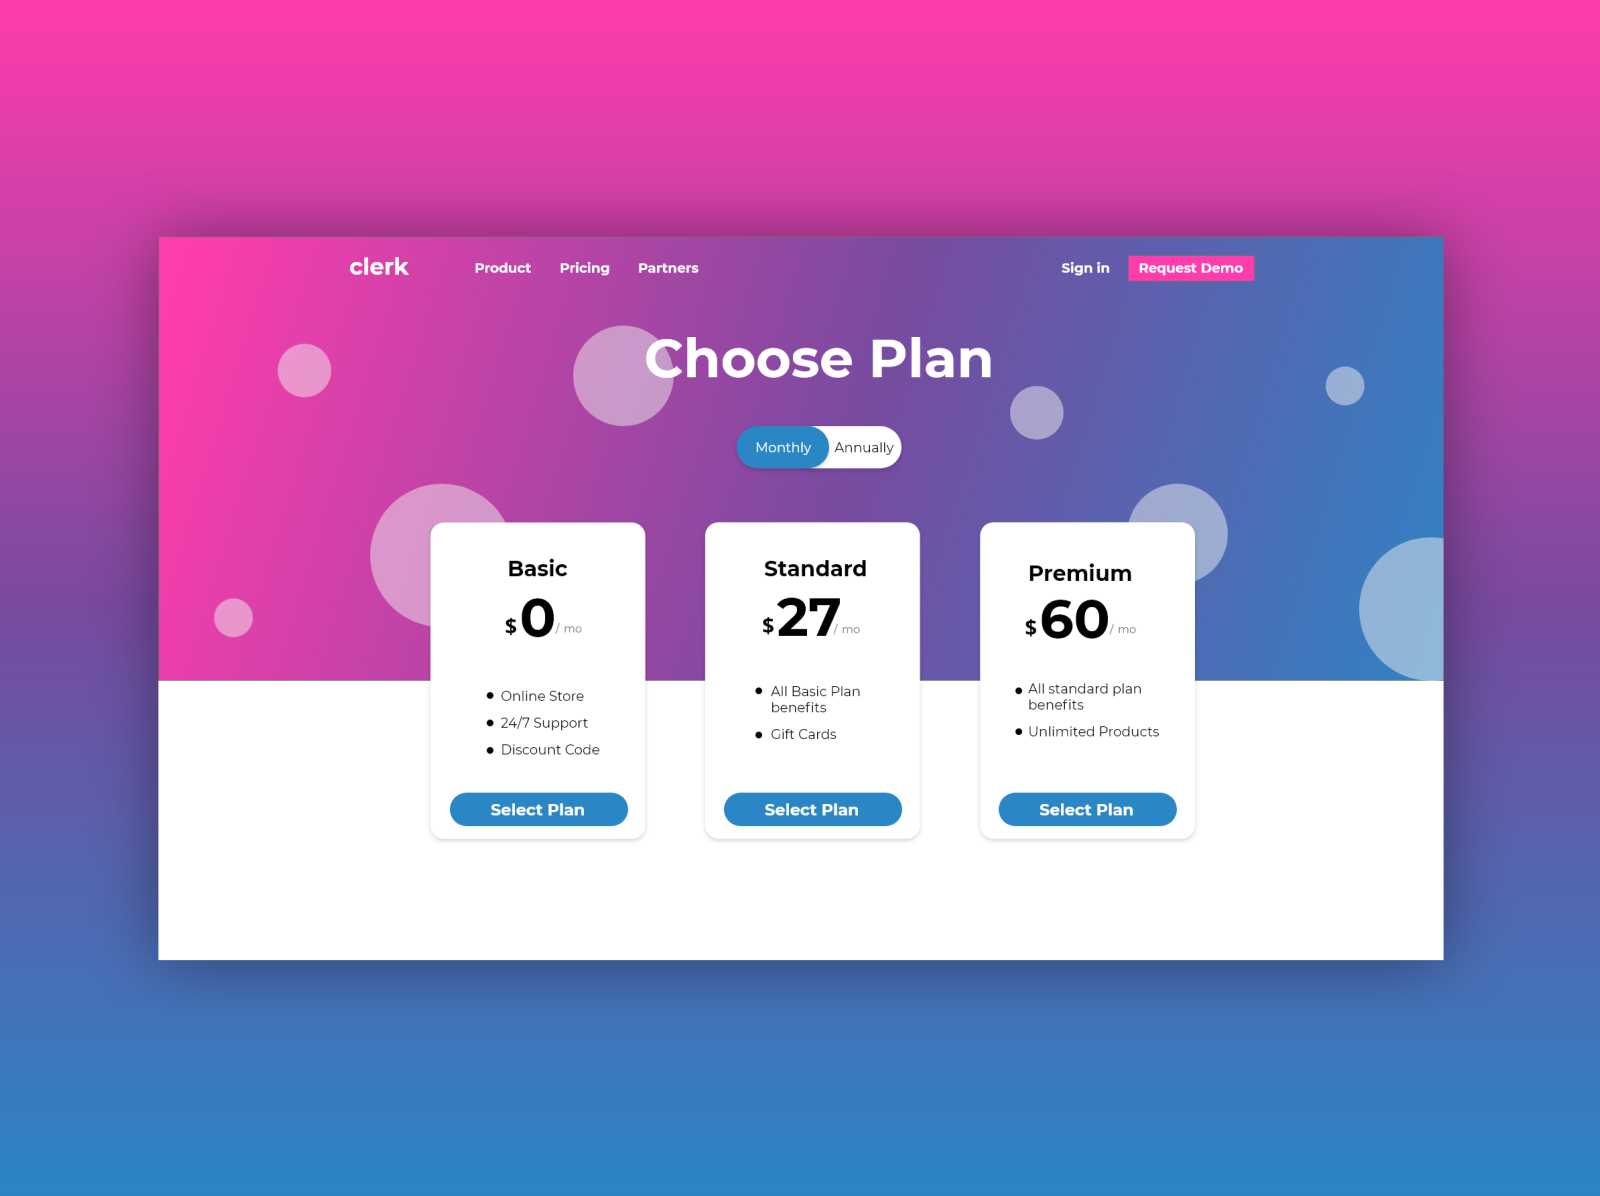 clerk Product Pricing Partners Sign in Request Demo
Choose Plan
Monthly Annually
Basic
$0/ mo
• Online Store
• 24/7 Support
• Discount Code
Select Plan
Standard
$27/ mo
• All Basic Plan
benefits
• Gift Cards
Select Plan
Premium
$60/ mo
• All standard plan
benefits
• Unlimited Products
Select Plan